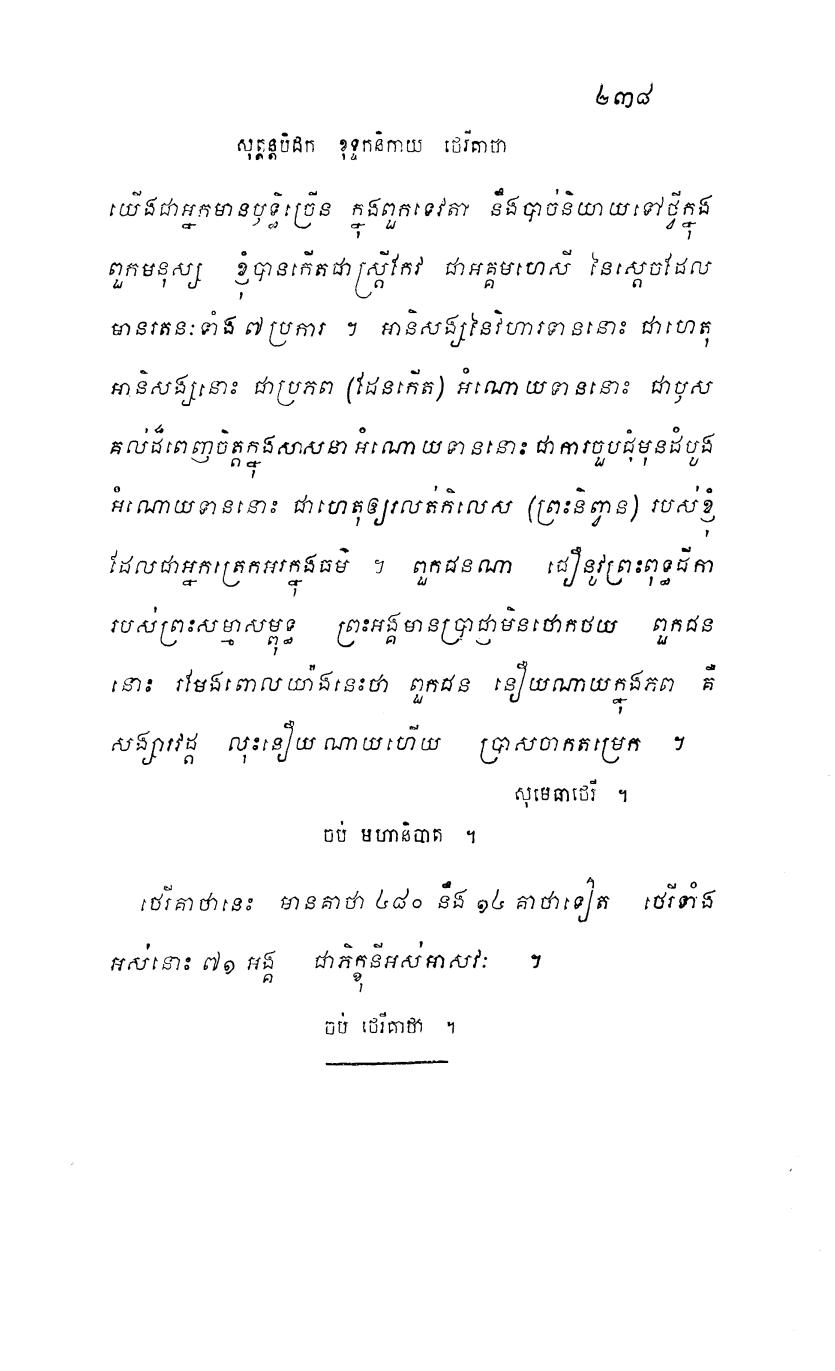 ២៣៨
សុត្តន្តបិដក ខុទ្ទកនិកាយ ថេរីគាថា
យើងជាអ្នកមានឫទ្ធិច្រើន ក្នុងពួកទេវតា នឹងបាច់និយាយទៅថ្វីក្នុង
ពួកមនុស្ស ខ្ញុំបានកើតជាស្ត្រីកែវ ជាអគ្គមហេសី នៃស្តេចដែល
មានរតនៈទាំង ៧ ប្រការ ។ អានិសង្ឃនៃវិហារទាននោះ ជាហេតុ
អានិសង្ឃនោះ ជាប្រភព (ដែនកើត) អំណោយទាននោះ ជាឫស
គល់ដ៏ពេញចិត្តក្នុងសាសនា អំណោយទាននោះ ជាការចួបជុំមុនដំបូង
អំណោយទាននោះ ជាហេតុឲ្យរលត់កិលេស (ព្រះនិព្វាន) របស់ខ្ញុំ
ដែលជាអ្នកត្រេកអរក្នុងធម៌ ។ ពួកជនណា ជឿនូវព្រះពុទ្ធដីកា
របស់ព្រះសម្មាសម្ពុទ្ធ ព្រះអង្គមានប្រាជ្ញាមិនថោកថយ ពួកជន
នោះ រមែងពោលយ៉ាងនេះថា ពួកជន នឿយណាយក្នុងភព គឺ
សង្សារវដ្ត លុះនឿយណាយហើយ ប្រាសចាកតម្រេក ។
សុមេធាថេរី ។
ចប់ មហានិបាត ។
ថេរីគាថានេះ មានគាថា ៤៨០ នឹង ១៤ គាថាទៀត ថេរីទាំង
អស់នោះ ៧១ អង្គ ជាភិក្ខុនីអស់អាសវៈ ។
ចប់ ថេរីគាថា ។